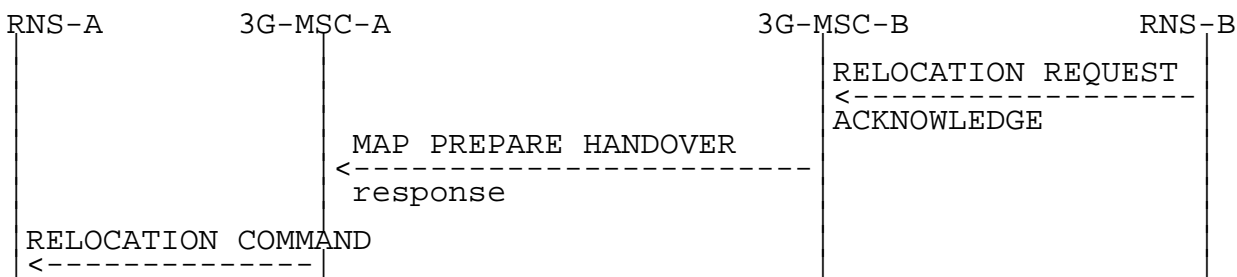 RNS-A 3G-MSC-A 3G-MSC-B RNS-B
RELOCATION REQUEST
ACKNOWLEDGE
MAP PREPARE HANDOVER
response
RELOCATION COMMAND